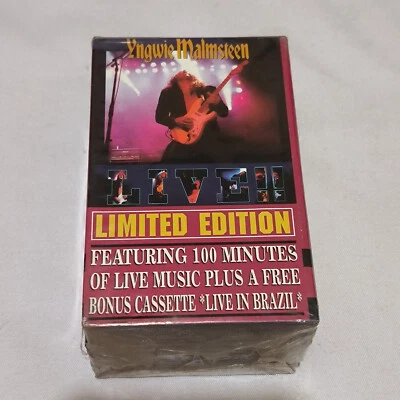 Yngwie Malmsteen
LIVE!!
LIMITED EDITION
FEATURING 100 MINUTES
OF LIVE MUSIC PLUS A FREE
BONUS CASSETTE *LIVE IN BRAZIL*